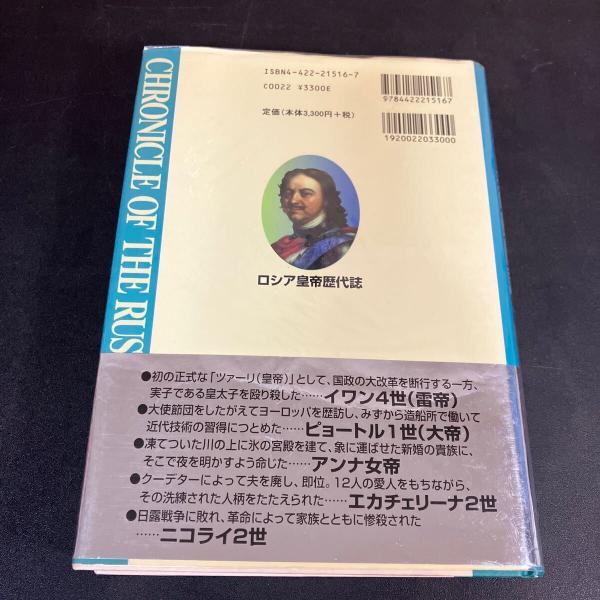 CHRONICLE OF THE RUS
ISBN4-422-21516-7
C0022 ¥3300E
定価(本体3,300円+税)
9784422215167
1920022033000
ロシア皇帝歴代誌
●初の正式な「ツァーリ(皇帝)」として、国政の大改革を断行する一方、
実子である皇太子を殴り殺した……イワン4世(雷帝)
●大使節団をしたがえてヨーロッパを歴訪し、みずから造船所で働いて
近代技術の習得につとめた……ピョートル1世(大帝)
●凍てついた川の上に氷の宮殿を建て、象に運ばせた新婚の貴族に、
そこで夜を明かすよう命じた……アンナ女帝
●クーデターによって夫を廃し、即位。12人の愛人をもちながら、
その洗練された人柄をたたえられた……エカチェリーナ2世
●日露戦争に敗れ、革命によって家族とともに惨殺された
……ニコライ2世